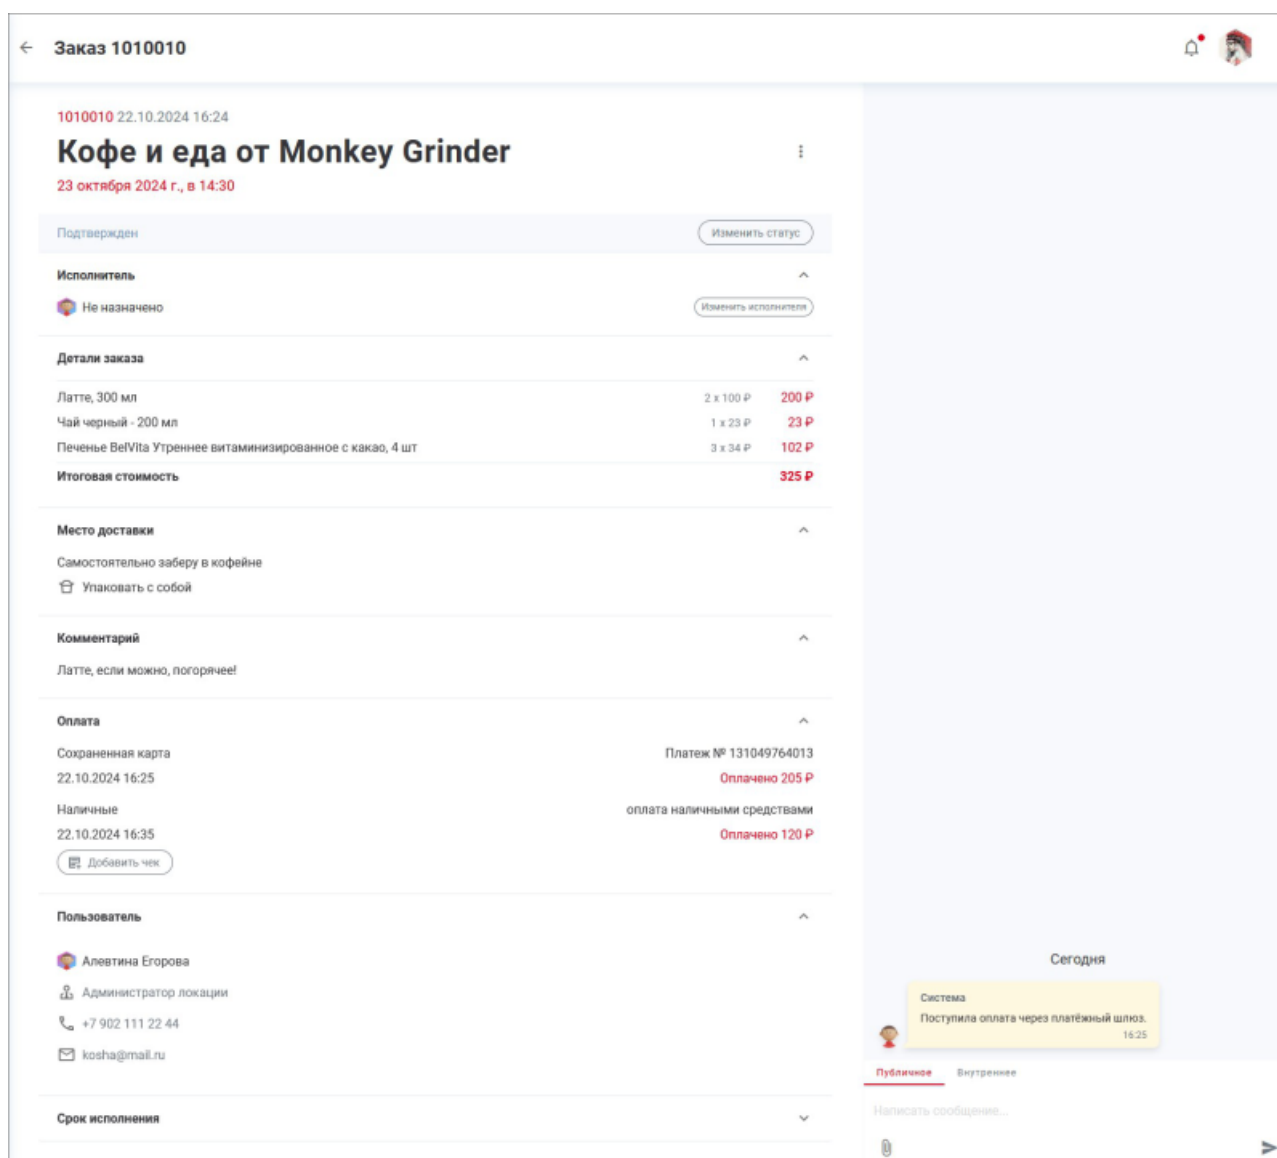 Заказ 1010010
1010010 22.10.2024 16:24
Кофе и еда от Monkey Grinder
23 октября 2024 г., в 14:30
Подтвержден
Изменить статус
Исполнитель
Не назначено
Изменить исполнителя
Детали заказа
Латте, 300 мл 2 x 100 ₽ 200 ₽
Чай черный - 200 мл 1 x 23 ₽ 23 ₽
Печенье BelVita Утреннее витаминизированное с какао, 4 шт 3 x 34 ₽ 102 ₽
Итоговая стоимость 325 ₽
Место доставки
Самостоятельно заберу в кофейне
Упаковать с собой
Комментарий
Латте, если можно, погорячее!
Оплата
Сохраненная карта Платеж № 131049764013
22.10.2024 16:25 Оплачено 205 ₽
Наличные оплата наличными средствами
22.10.2024 16:35 Оплачено 120 ₽
Добавить чек
Пользователь
Алевтина Егорова
Администратор локации
+7 902 111 22 44
kosha@mail.ru
Срок исполнения
Сегодня
Система
Поступила оплата через платёжный шлюз.
16:25
Публичное Внутреннее
Написать сообщение...